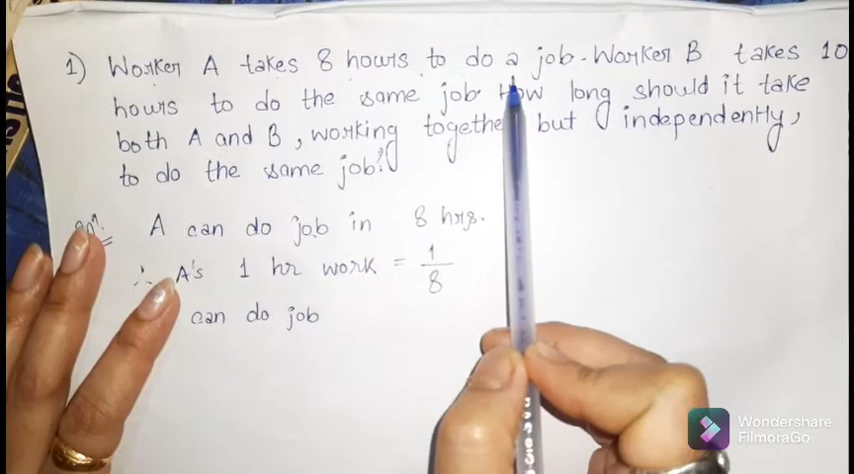 1) Worker A takes 8 hours to do a job. Worker B takes 10
hours to do the same job How long should it take
both A and B, working together but independently,
to do the same job?
Solⁿ. A can do job in 8 hrs.
∴ A's 1 hr work = 1/8
can do job
Wondershare
FilmoraGo